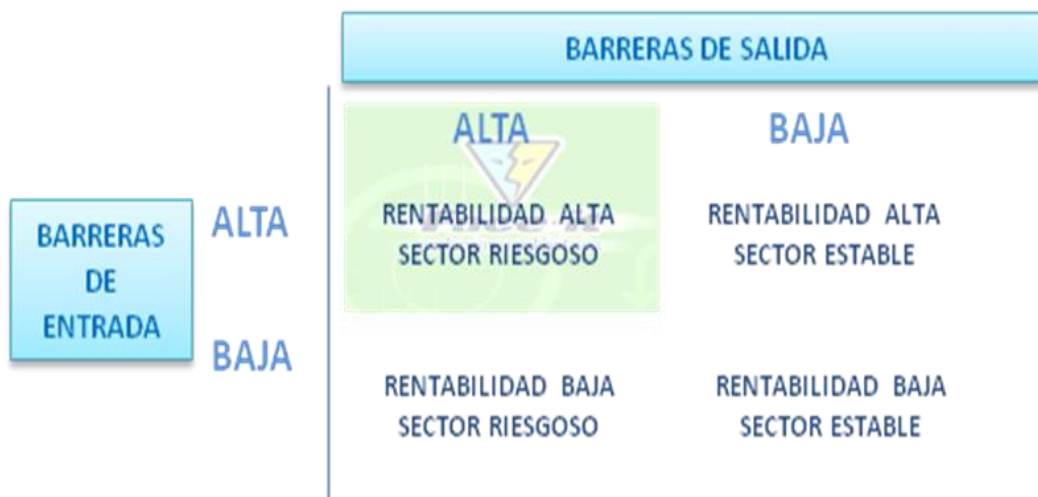 BARRERAS DE SALIDA
ALTA
BAJA
BARRERAS
DE
ENTRADA
ALTA
RENTABILIDAD ALTA
SECTOR RIESGOSO
RENTABILIDAD ALTA
SECTOR ESTABLE
BAJA
RENTABILIDAD BAJA
SECTOR RIESGOSO
RENTABILIDAD BAJA
SECTOR ESTABLE